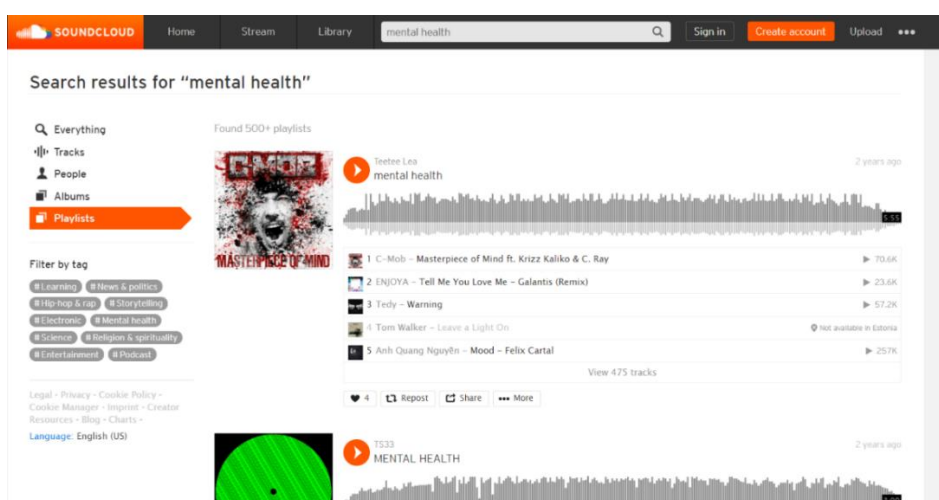 SOUNDCLOUD Home Stream Library mental health Sign in Create account Upload
Search results for “mental health”
Everything
Tracks
People
Albums
Playlists
Filter by tag
# Learning # News & politics
# Hip-hop & rap # Storytelling
# Electronic # Mental health
# Science # Religion & spirituality
# Entertainment # Podcast
Legal - Privacy - Cookie Policy -
Cookie Manager - Imprint - Creator
Resources - Blog - Charts -
Language: English (US)
Found 500+ playlists
C-MOB
MASTERPIECE OF MIND
Teetee Lea 2 years ago
mental health
5:55
1 C-Mob – Masterpiece of Mind ft. Krizz Kaliko & C. Ray 70.6K
2 ENJOYA – Tell Me You Love Me – Galantis (Remix) 23.6K
3 Tedy – Warning 57.2K
4 Tom Walker – Leave a Light On Not available in Estonia
5 Anh Quang Nguyễn – Mood – Felix Cartal 257K
View 475 tracks
4 Repost Share More
TS33 2 years ago
MENTAL HEALTH